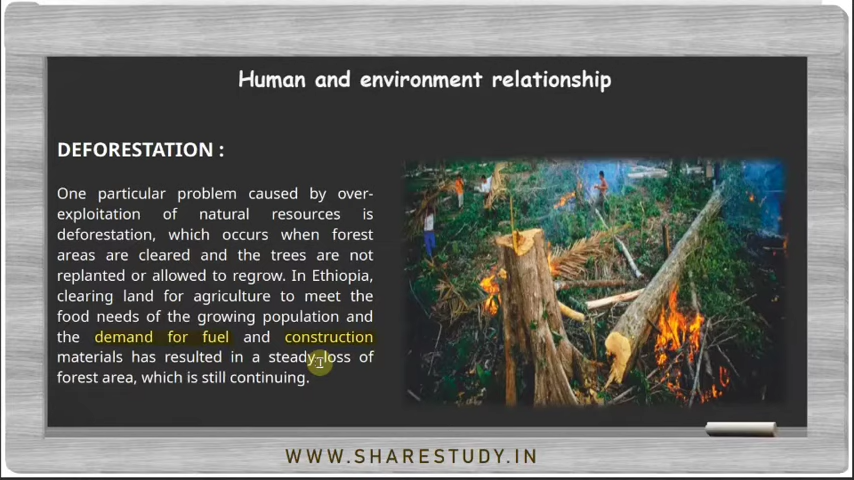 Human and environment relationship
DEFORESTATION :
One particular problem caused by over-
exploitation of natural resources is
deforestation, which occurs when forest
areas are cleared and the trees are not
replanted or allowed to regrow. In Ethiopia,
clearing land for agriculture to meet the
food needs of the growing population and
the demand for fuel and construction
materials has resulted in a steady loss of
forest area, which is still continuing.
WWW.SHARESTUDY.IN